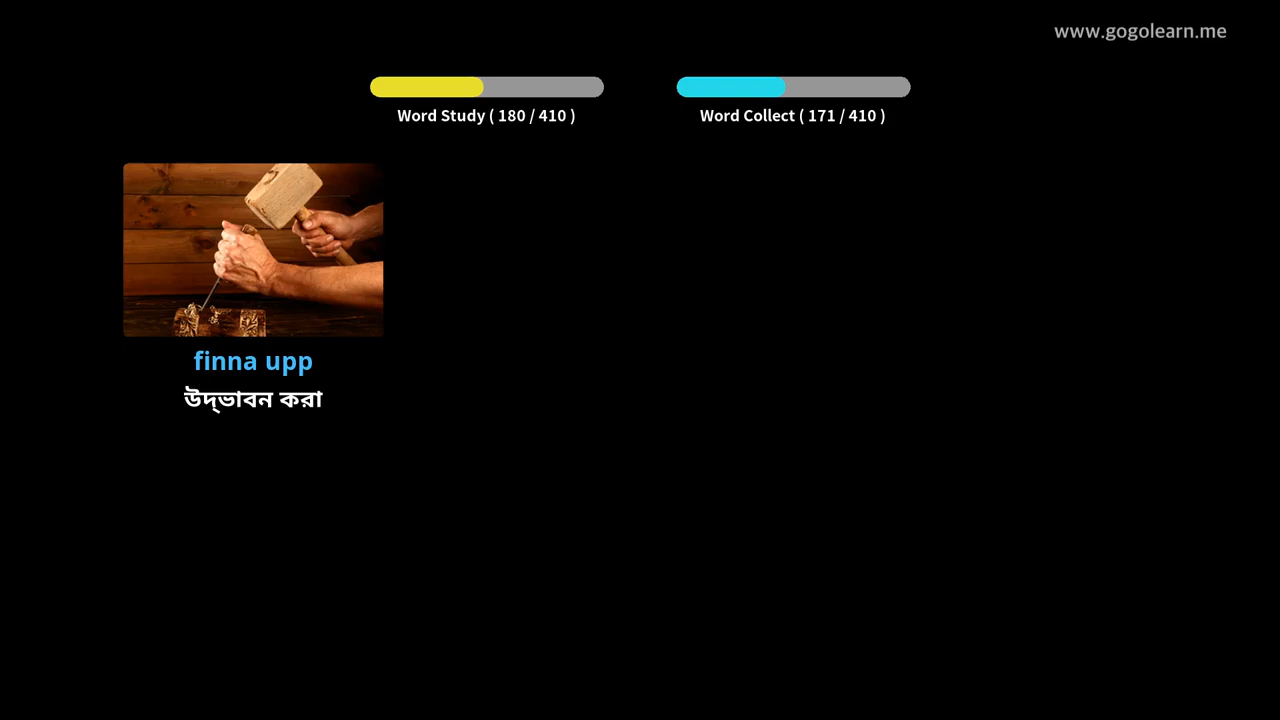 www.gogolearn.me
Word Study ( 180 / 410 )
Word Collect ( 171 / 410 )
finna upp
উদ্‌ভাবন করা